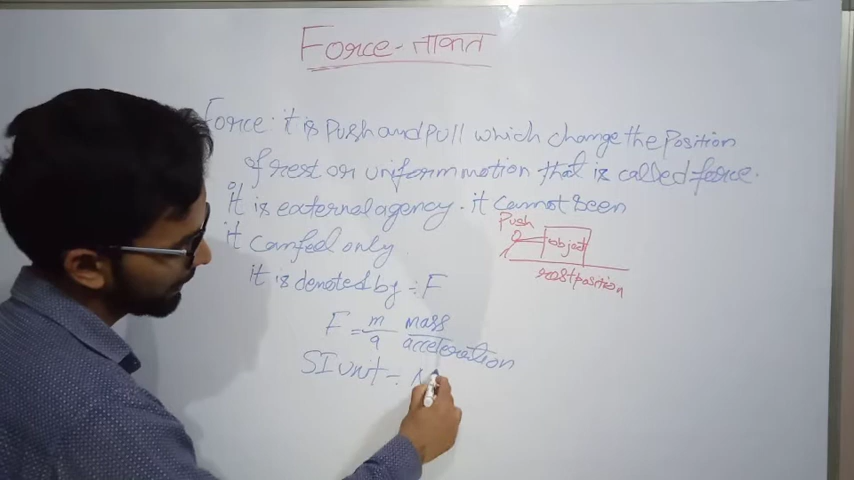 Force - ताकत
Force: it is Push and Pull which change the Position
of rest or uniform motion that is called force.
It is external agency. it cannot been
it can feel only
it is denoted by :- F
Push
object
rest position
F = m/a mass/acceleration
SI unit -